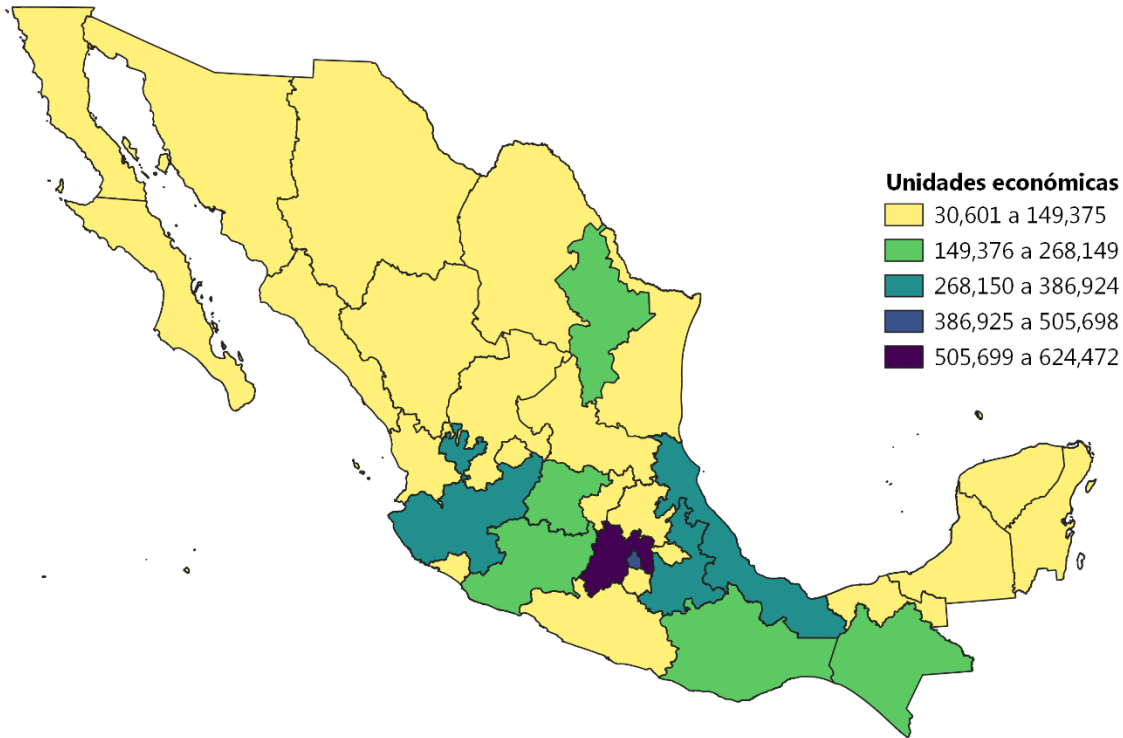 Unidades económicas
30,601 a 149,375
149,376 a 268,149
268,150 a 386,924
386,925 a 505,698
505,699 a 624,472